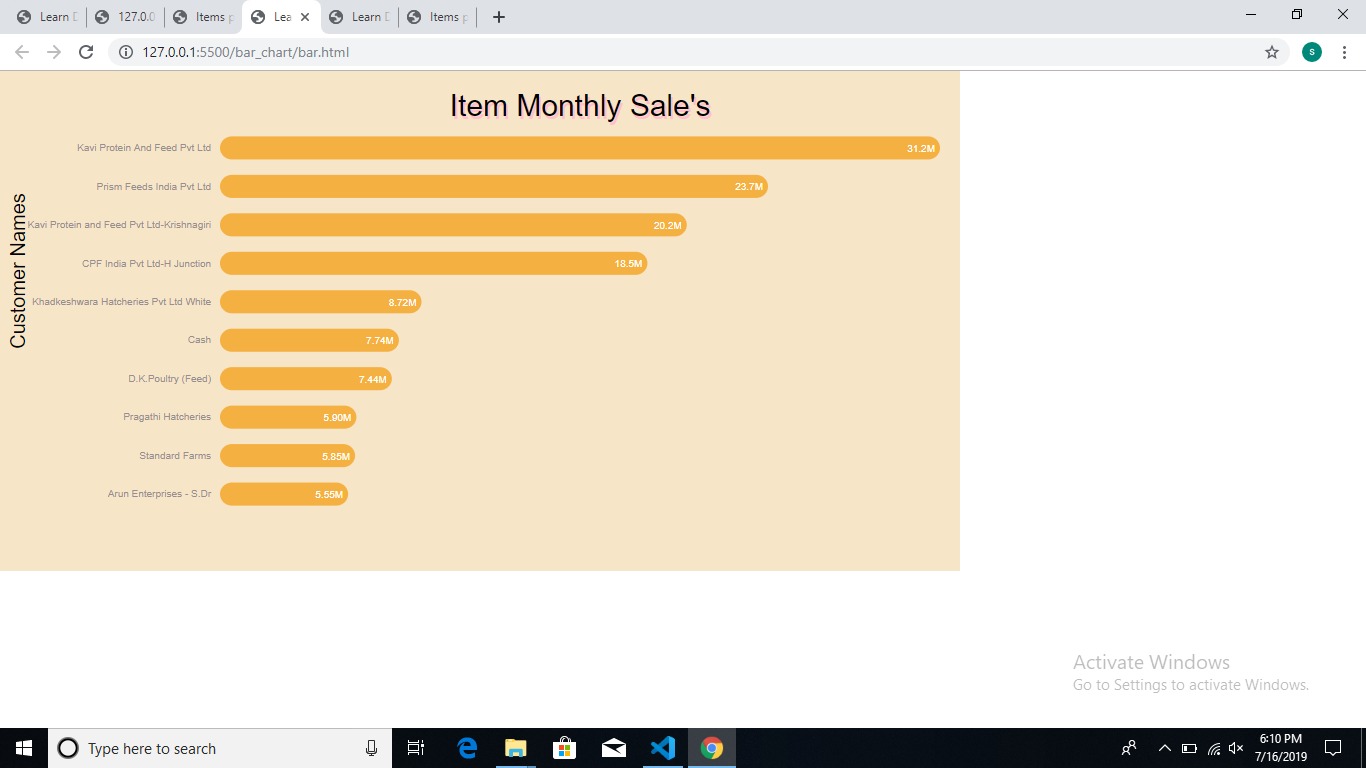 Learn D
127.0.0
Items p
Lea
Learn D
Items p
127.0.0.1:5500/bar_chart/bar.html
s
Item Monthly Sale's
Customer Names
Kavi Protein And Feed Pvt Ltd 31.2M
Prism Feeds India Pvt Ltd 23.7M
Kavi Protein and Feed Pvt Ltd-Krishnagiri 20.2M
CPF India Pvt Ltd-H Junction 18.5M
Khadkeshwara Hatcheries Pvt Ltd White 8.72M
Cash 7.74M
D.K.Poultry (Feed) 7.44M
Pragathi Hatcheries 5.90M
Standard Farms 5.85M
Arun Enterprises - S.Dr 5.55M
Activate Windows
Go to Settings to activate Windows.
Type here to search
6:10 PM
7/16/2019